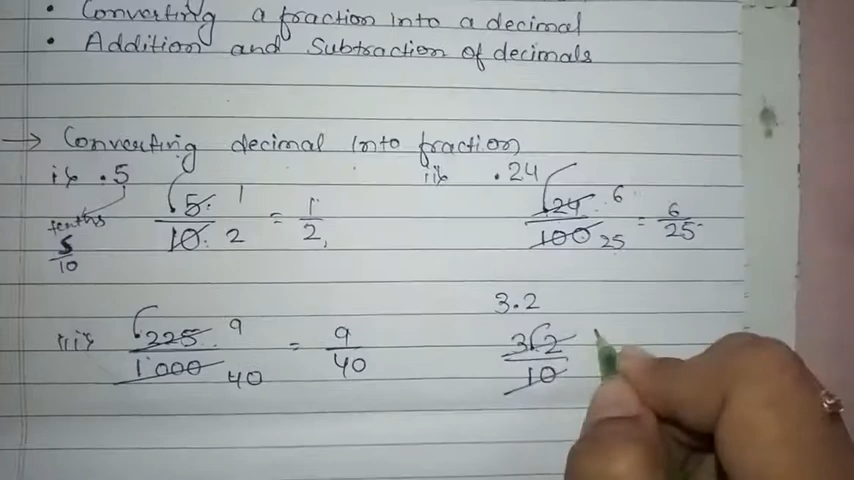 • Converting a fraction into a decimal
• Addition and Subtraction of decimals
→ Converting decimal into fraction
i) .5
tenths
5/10
.5/10 1/2 = 1/2
ii) .24
.24/100 6/25 = 6/25
iii) .225/1000 9/40 = 9/40
3.2
3.2/10